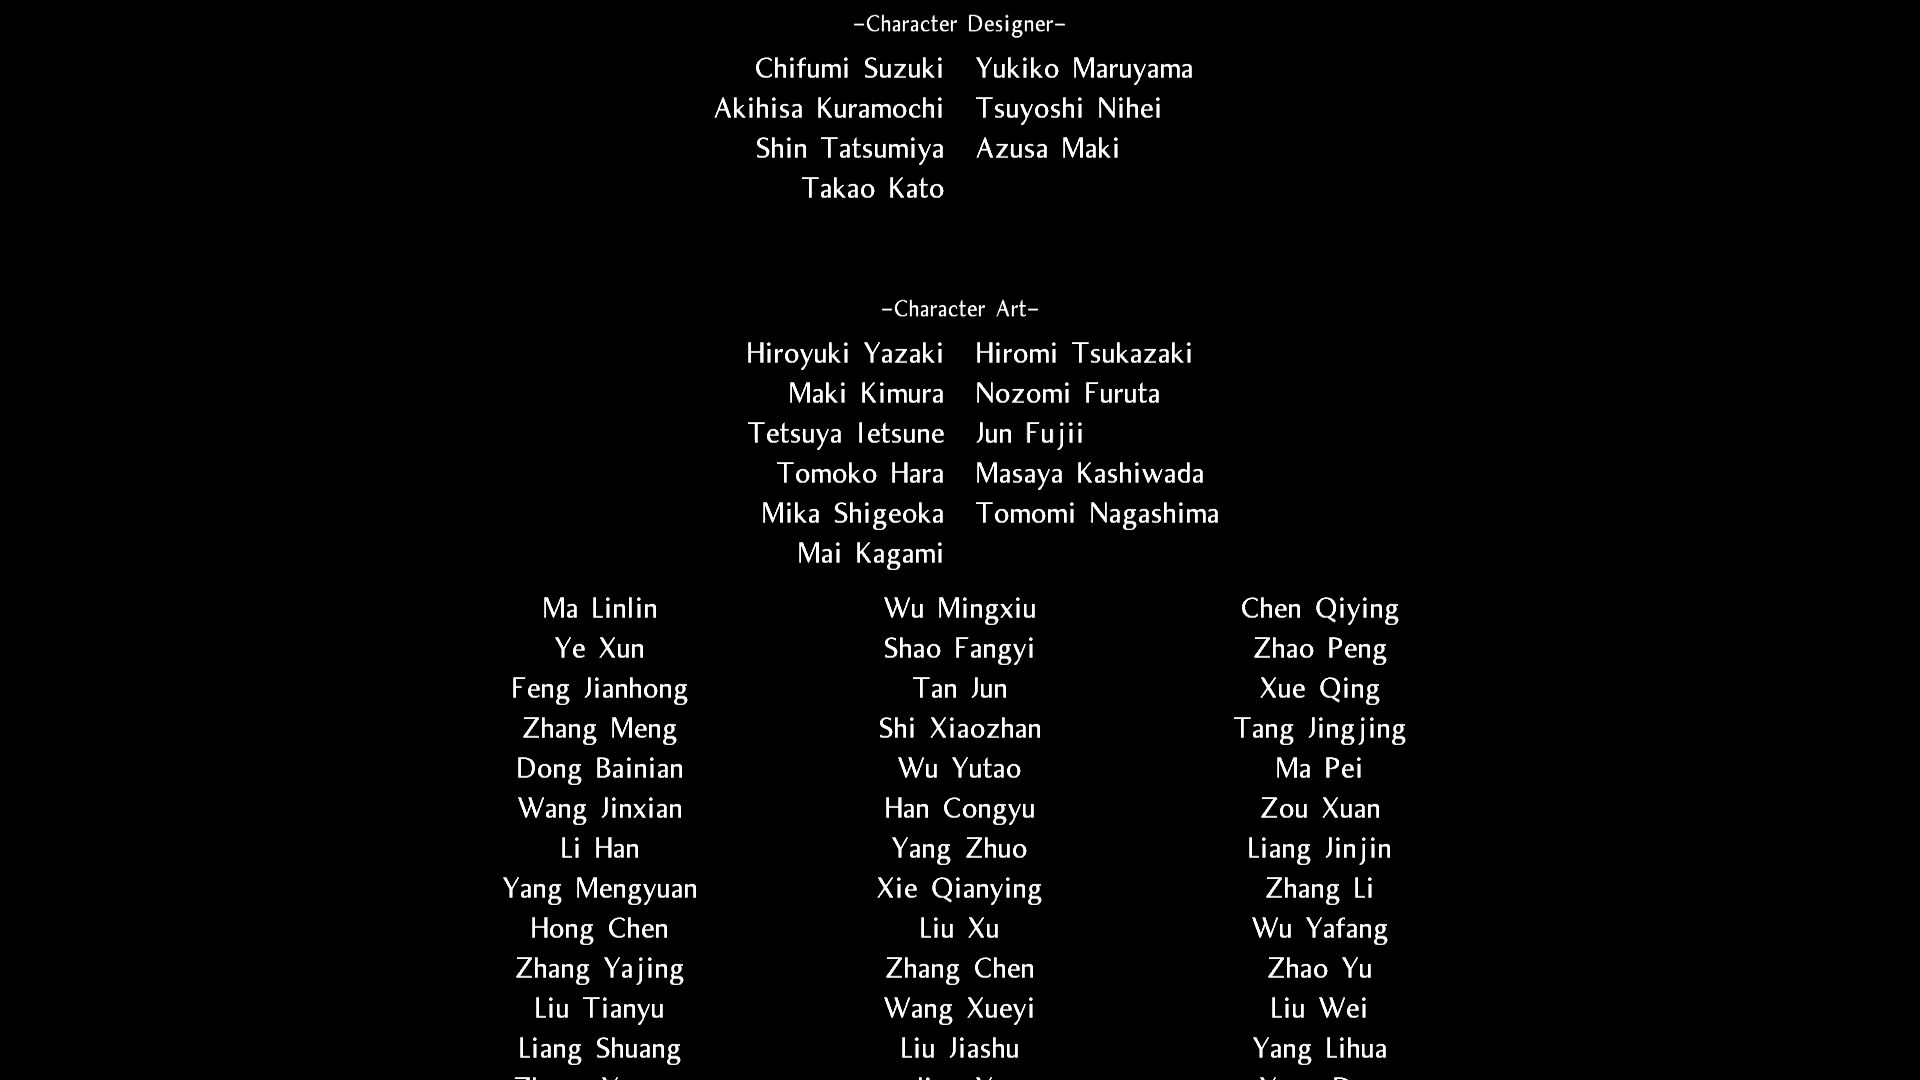 -Character Designer-
Chifumi Suzuki Yukiko Maruyama
Akihisa Kuramochi Tsuyoshi Nihei
Shin Tatsumiya Azusa Maki
Takao Kato
-Character Art-
Hiroyuki Yazaki Hiromi Tsukazaki
Maki Kimura Nozomi Furuta
Tetsuya Ietsune Jun Fujii
Tomoko Hara Masaya Kashiwada
Mika Shigeoka Tomomi Nagashima
Mai Kagami
Ma Linlin Wu Mingxiu Chen Qiying
Ye Xun Shao Fangyi Zhao Peng
Feng Jianhong Tan Jun Xue Qing
Zhang Meng Shi Xiaozhan Tang Jingjing
Dong Bainian Wu Yutao Ma Pei
Wang Jinxian Han Congyu Zou Xuan
Li Han Yang Zhuo Liang Jinjin
Yang Mengyuan Xie Qianying Zhang Li
Hong Chen Liu Xu Wu Yafang
Zhang Yajing Zhang Chen Zhao Yu
Liu Tianyu Wang Xueyi Liu Wei
Liang Shuang Liu Jiashu Yang Lihua